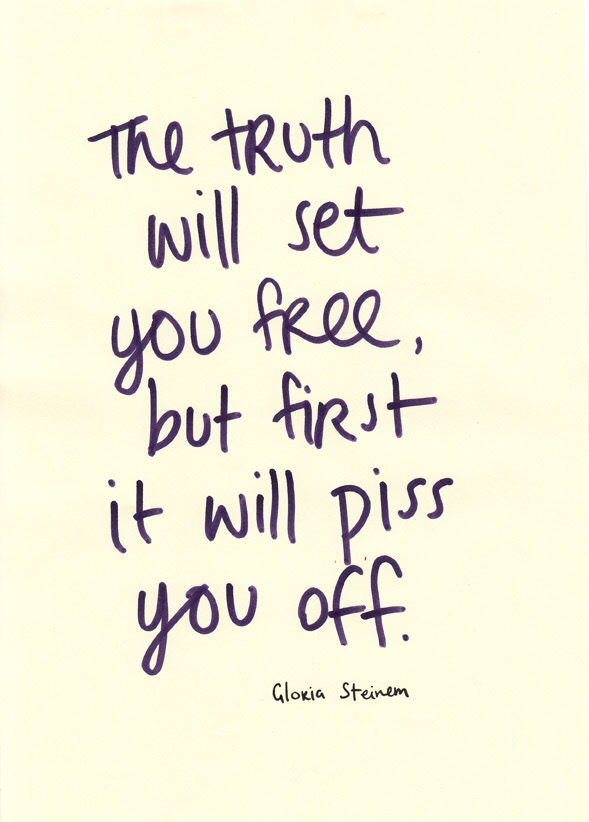 The truth
will set
you free,
but first
it will piss
you off.
Gloria Steinem